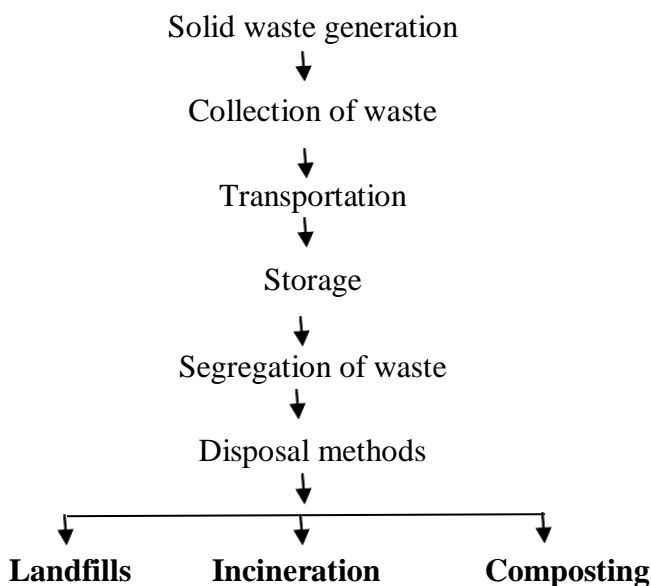 Solid waste generation
Collection of waste
Transportation
Storage
Segregation of waste
Disposal methods
Landfills Incineration Composting